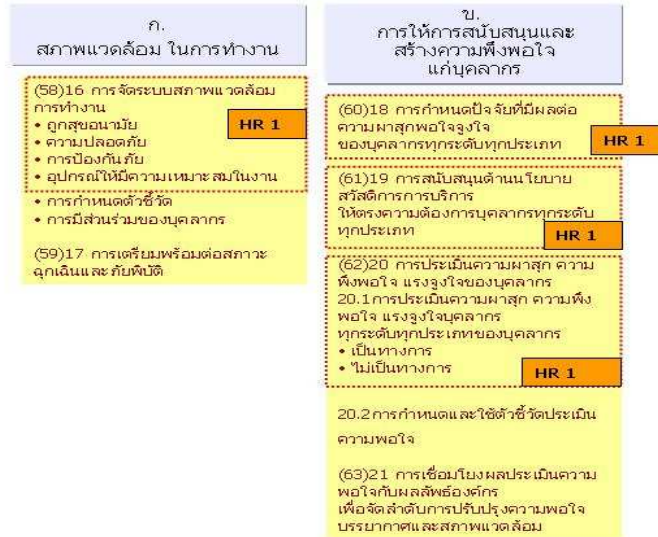 ก.
สภาพแวดล้อม ในการทำงาน
(58)16 การจัดระบบสภาพแวดล้อม
การทำงาน
• ถูกสุขอนามัย
• ความปลอดภัย
• การป้องกันภัย
• อุปกรณ์ให้มีความเหมาะสมในงาน
HR 1
• การกำหนดตัวชี้วัด
• การมีส่วนร่วมของบุคลากร
(59)17 การเตรียมพร้อมต่อสภาวะ
ฉุกเฉินและภัยพิบัติ
ข.
การให้การสนับสนุนและ
สร้างความพึงพอใจ
แก่บุคลากร
(60)18 การกำหนดปัจจัยที่มีผลต่อ
ความผาสุกพอใจจูงใจ
ของบุคลากรทุกระดับทุกประเภท
HR 1
(61)19 การสนับสนุนด้านนโยบาย
สวัสดิการการบริการ
ให้ตรงความต้องการบุคลากรทุกระดับ
ทุกประเภท
HR 1
(62)20 การประเมินความผาสุก ความ
พึงพอใจ แรงจูงใจของบุคลากร
20.1การประเมินความผาสุก ความพึง
พอใจ แรงจูงใจบุคลากร
ทุกระดับทุกประเภทของบุคลากร
• เป็นทางการ
• ไม่เป็นทางการ
HR 1
20.2การกำหนดและใช้ตัวชี้วัดประเมิน
ความพอใจ
(63)21 การเชื่อมโยงผลประเมินความ
พอใจกับผลลัพธ์องค์กร
เพื่อจัดลำดับการปรับปรุงความพอใจ
บรรยากาศและสภาพแวดล้อม